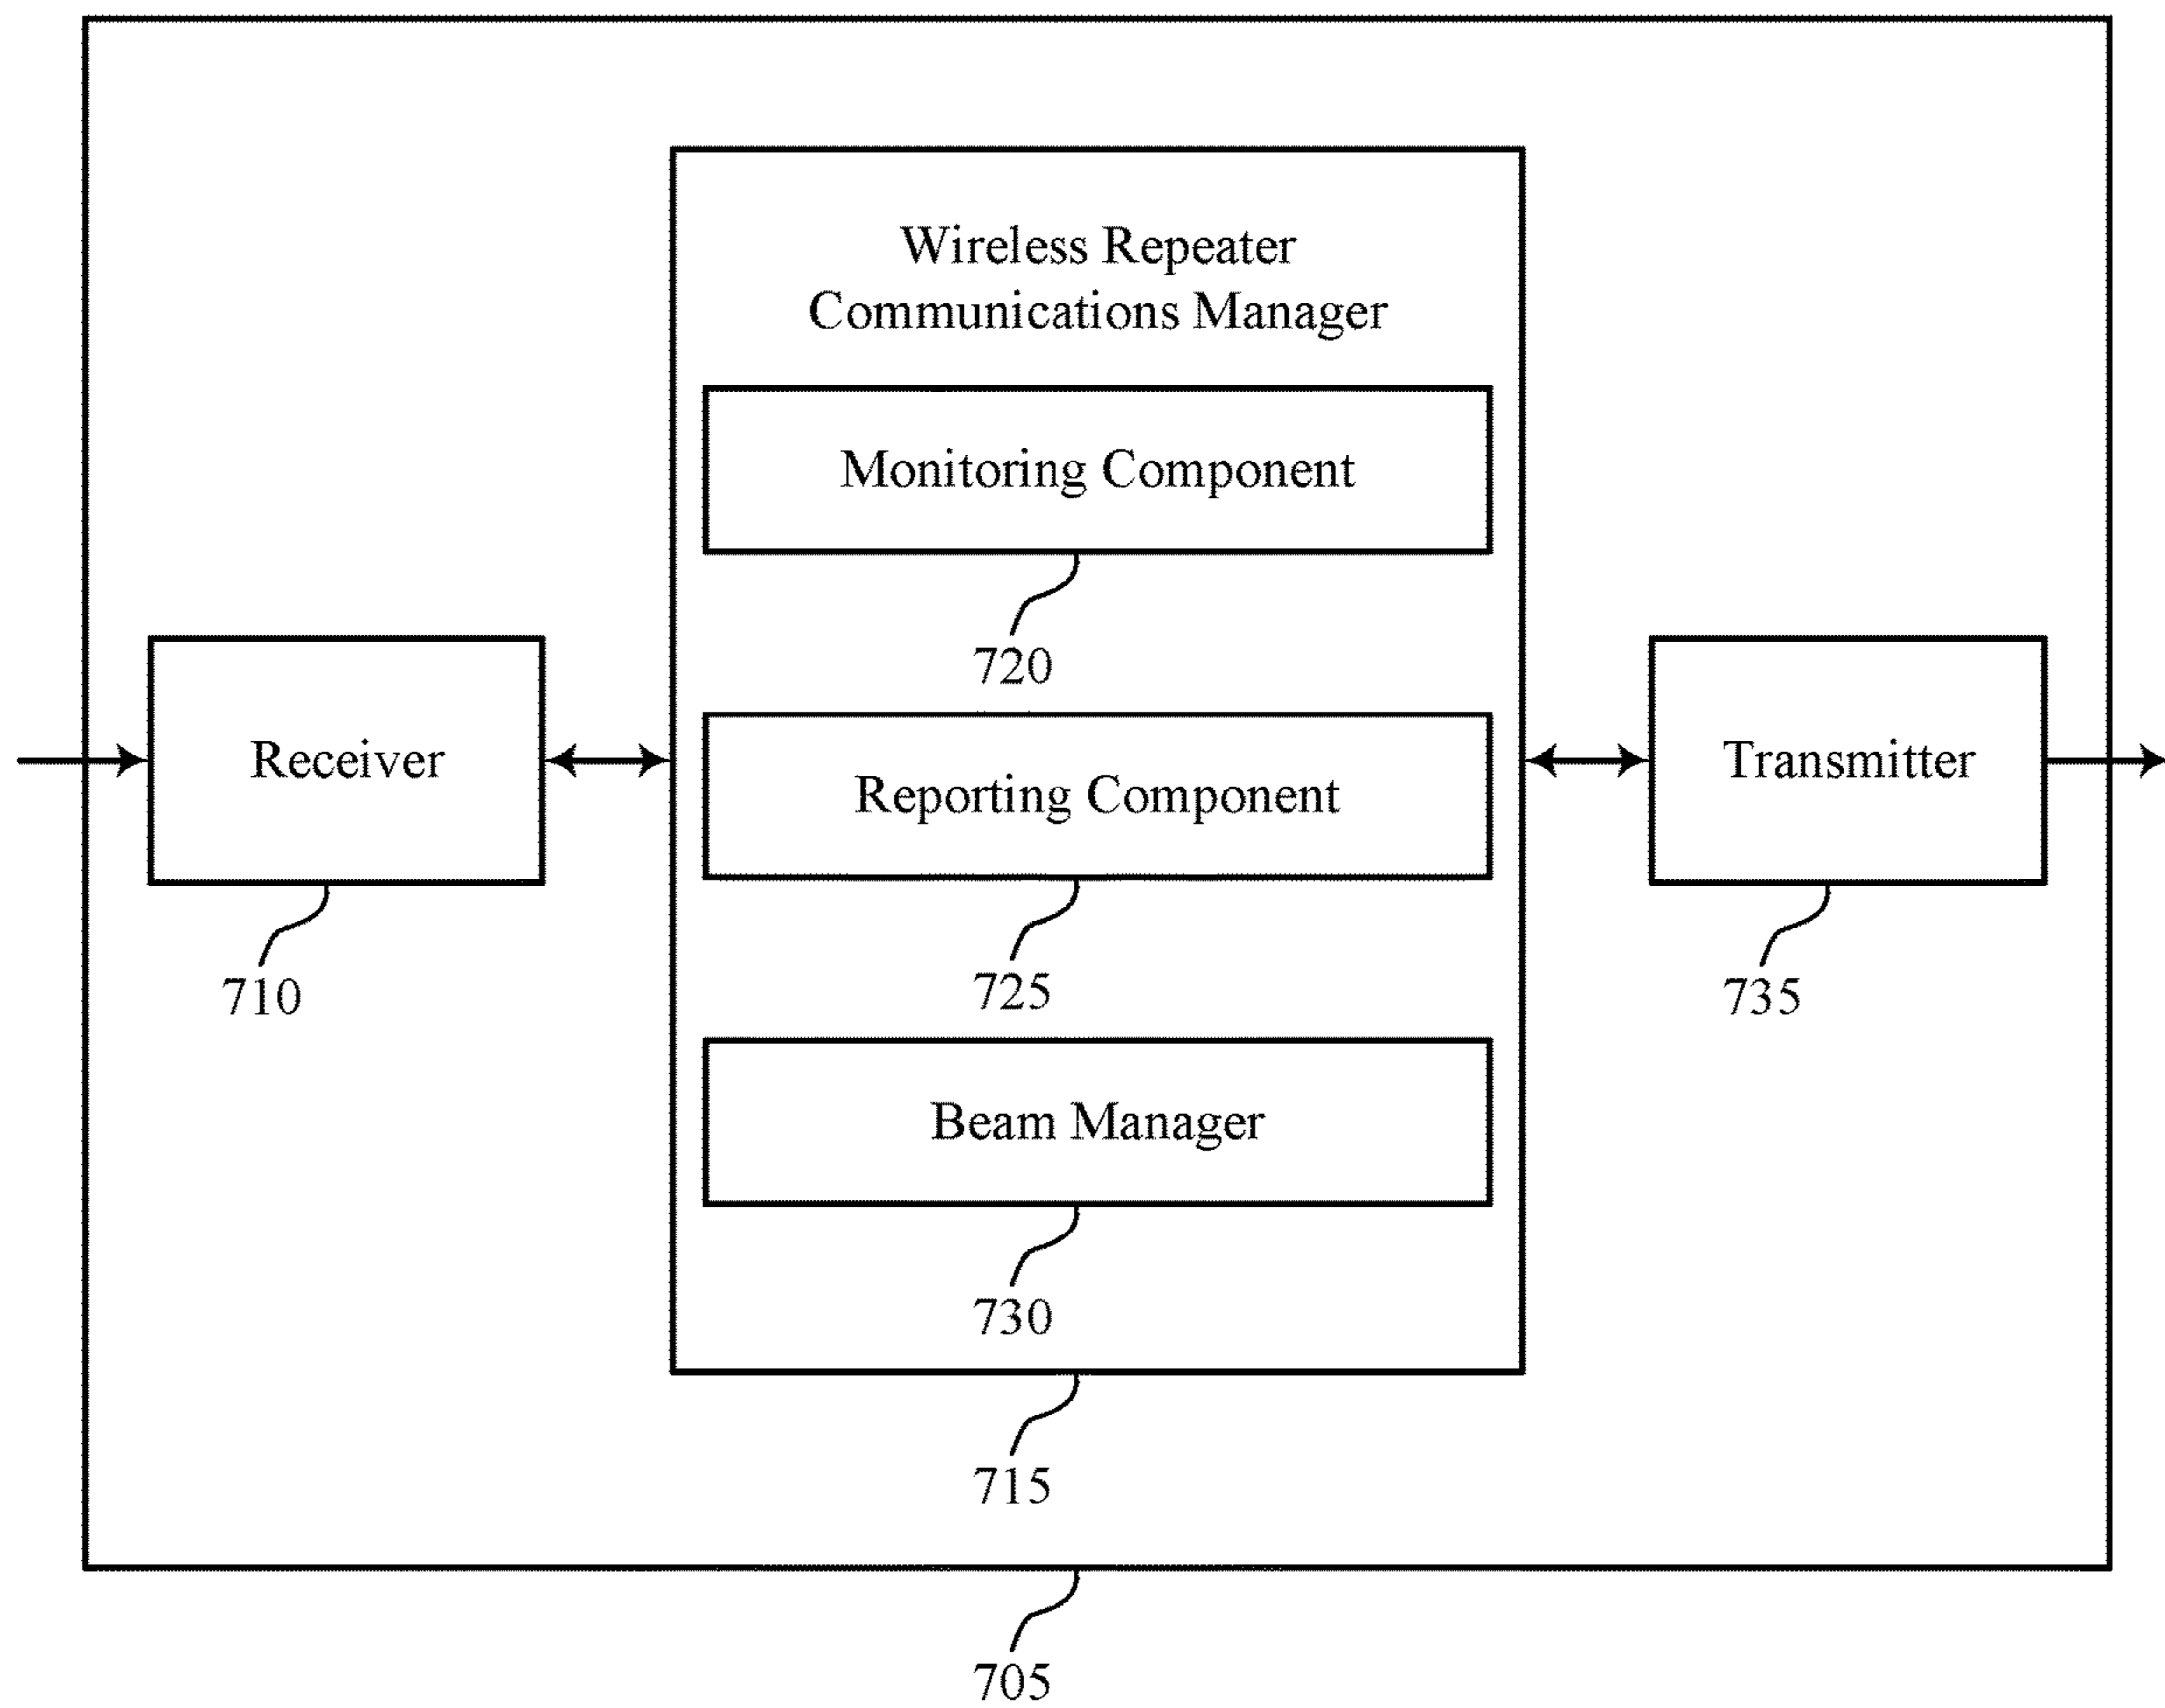 Wireless Repeater
Communications Manager
Monitoring Component
720
Receiver
710
Reporting Component
725
Transmitter
735
Beam Manager
730
715
705